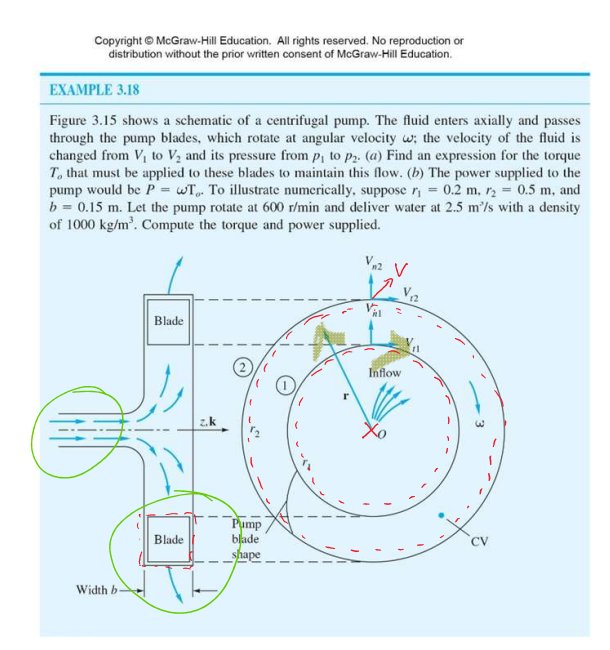 Copyright © McGraw-Hill Education. All rights reserved. No reproduction or
distribution without the prior written consent of McGraw-Hill Education.
EXAMPLE 3.18
Figure 3.15 shows a schematic of a centrifugal pump. The fluid enters axially and passes
through the pump blades, which rotate at angular velocity ω; the velocity of the fluid is
changed from V₁ to V₂ and its pressure from p₁ to p₂. (a) Find an expression for the torque
Tₒ that must be applied to these blades to maintain this flow. (b) The power supplied to the
pump would be P = ωTₒ. To illustrate numerically, suppose r₁ = 0.2 m, r₂ = 0.5 m, and
b = 0.15 m. Let the pump rotate at 600 r/min and deliver water at 2.5 m³/s with a density
of 1000 kg/m³. Compute the torque and power supplied.
Vn2
V
Vt2
Blade
Vn1
Vt1
2
Inflow
1
r
z,k
r₂
O
ω
r₁
Pump
blade
shape
Blade
CV
Width b